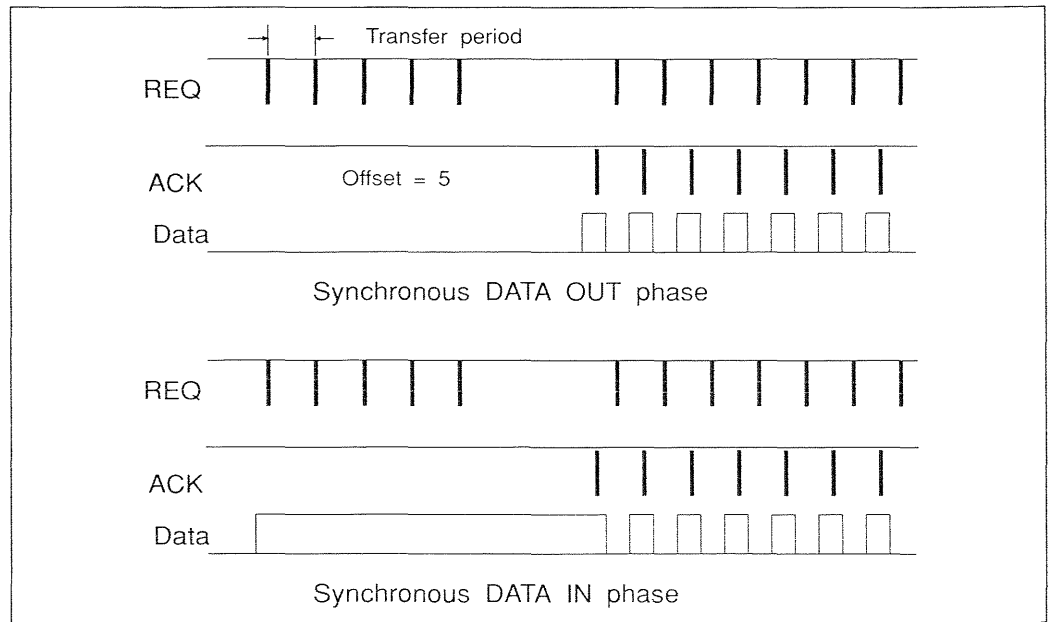 Transfer period
REQ
ACK
Offset = 5
Data
Synchronous DATA OUT phase
REQ
ACK
Data
Synchronous DATA IN phase